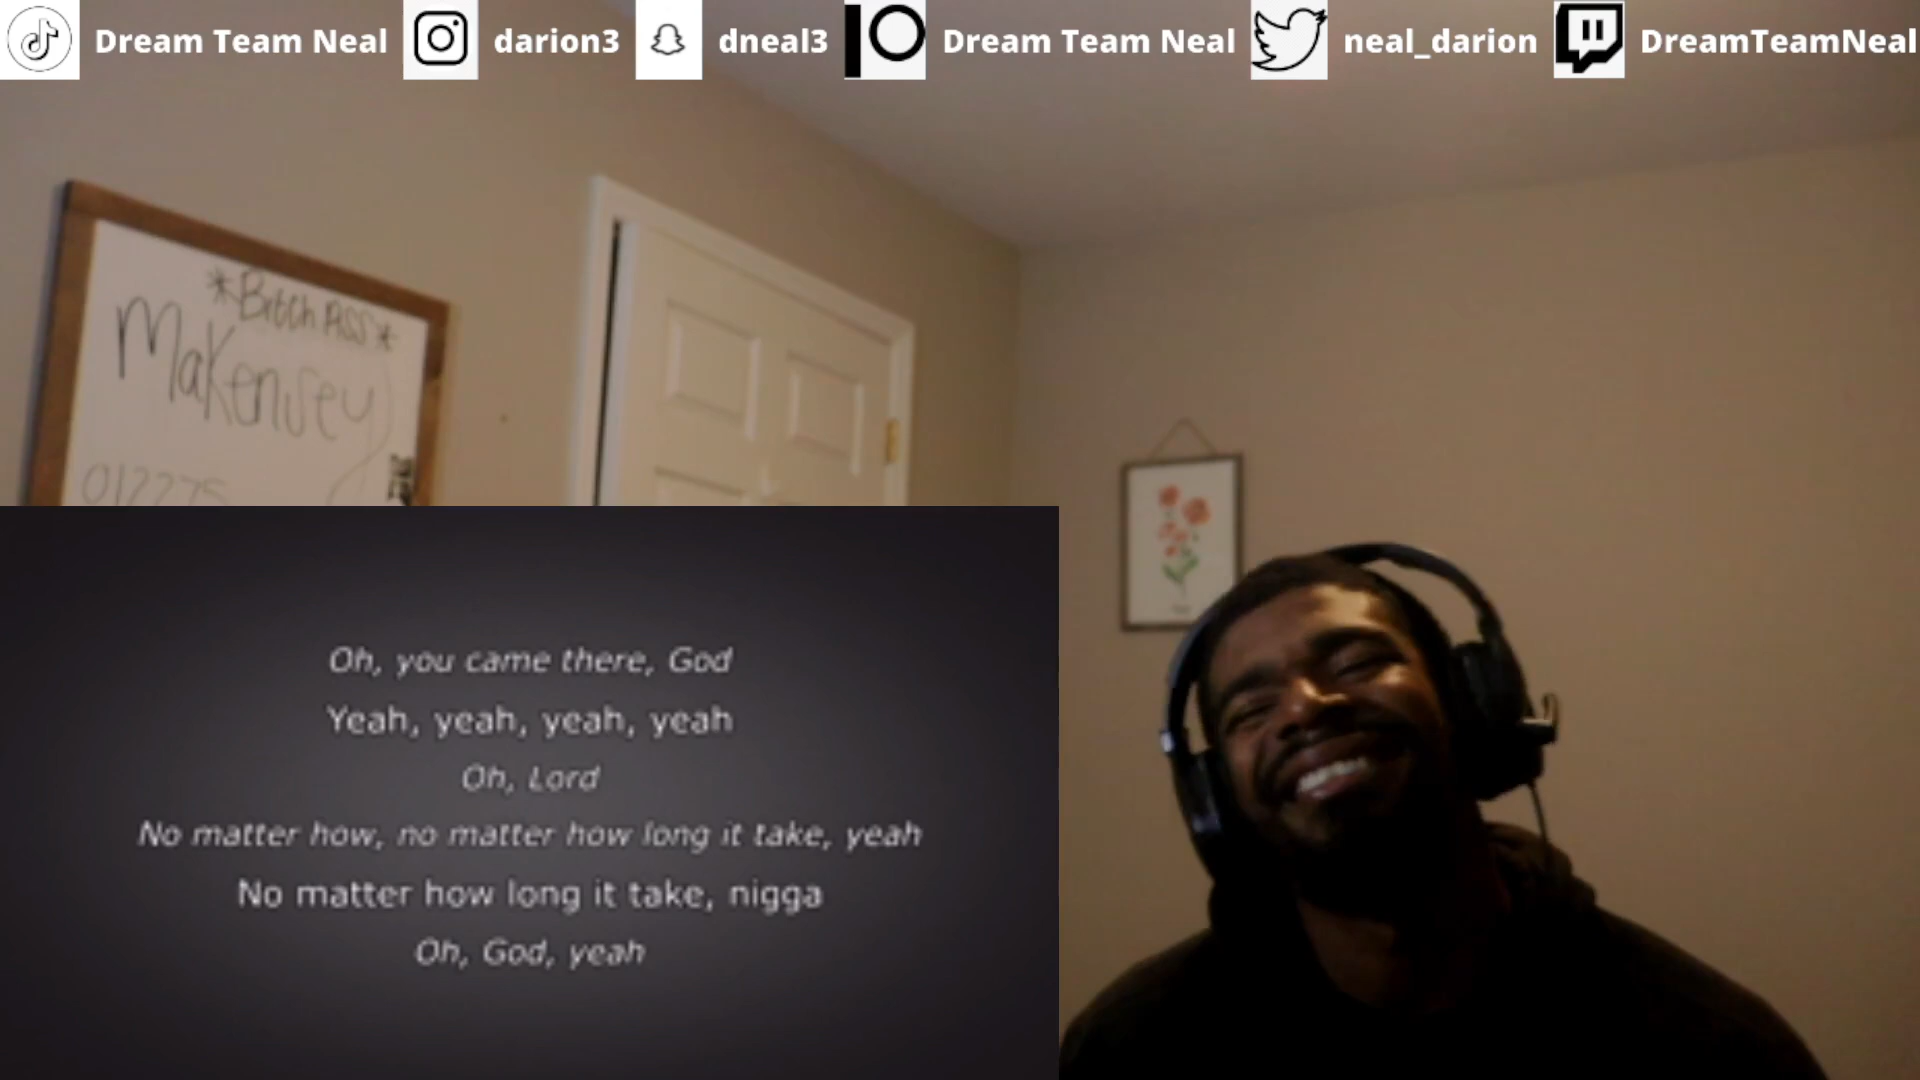 Dream Team Neal darion3 dneal3 Dream Team Neal neal_darion DreamTeamNeal
*Bitch Ass*
Makensey
012275
Oh, you came there, God
Yeah, yeah, yeah, yeah
Oh, Lord
No matter how, no matter how long it take, yeah
No matter how long it take, nigga
Oh, God, yeah